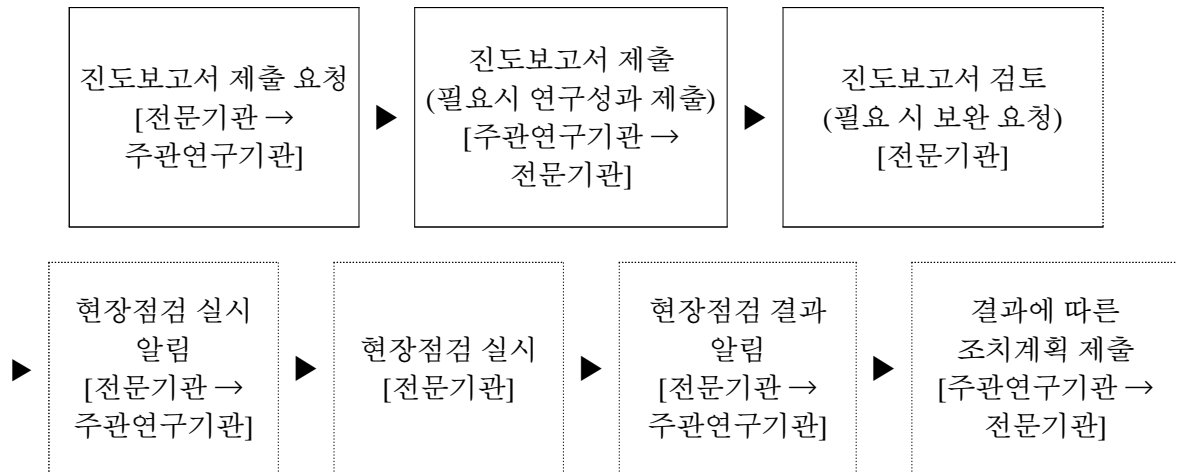 진도보고서 제출 요청
[전문기관 →
주관연구기관]
▶
진도보고서 제출
(필요시 연구성과 제출)
[주관연구기관 →
전문기관]
▶
진도보고서 검토
(필요 시 보완 요청)
[전문기관]
▶
현장점검 실시
알림
[전문기관 →
주관연구기관]
▶
현장점검 실시
[전문기관]
▶
현장점검 결과
알림
[전문기관 →
주관연구기관]
▶
결과에 따른
조치계획 제출
[주관연구기관 →
전문기관]